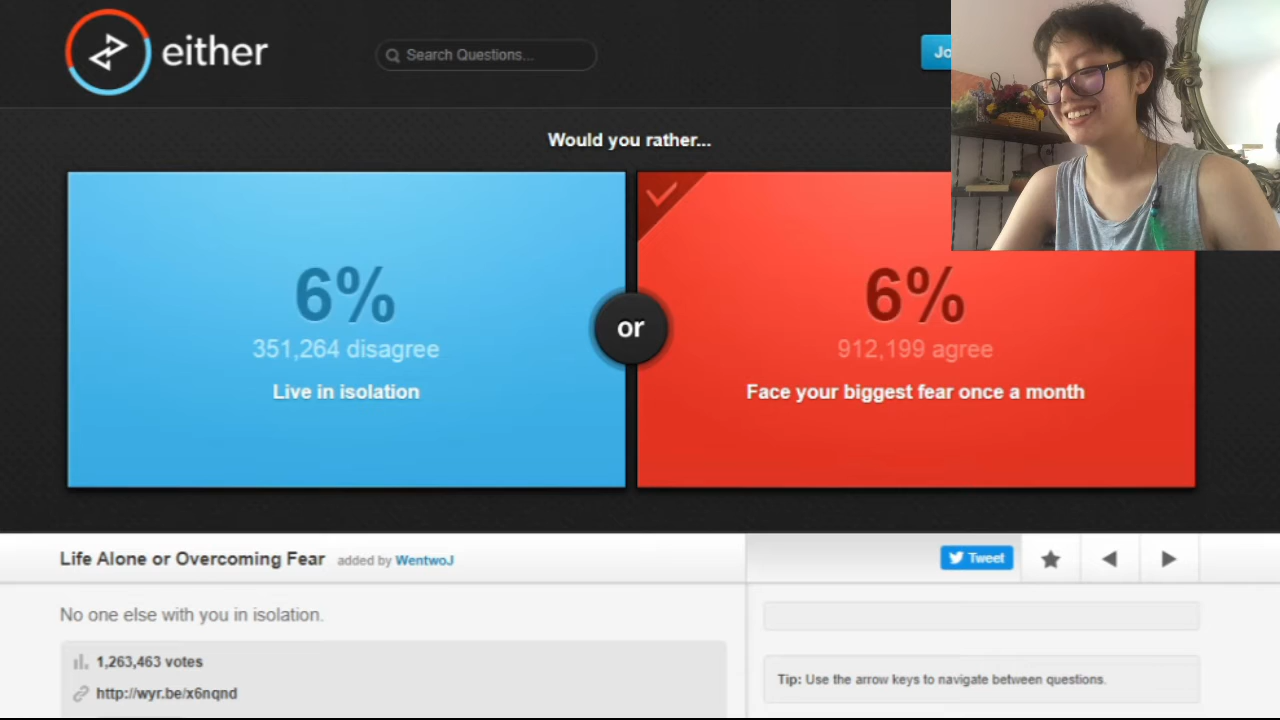 either
Search Questions...
Jo
Would you rather...
6%
351,264 disagree
Live in isolation
or
6%
912,199 agree
Face your biggest fear once a month
Life Alone or Overcoming Fear added by WentwoJ
Tweet
No one else with you in isolation.
1,263,463 votes
http://wyr.be/x6nqnd
Tip: Use the arrow keys to navigate between questions.